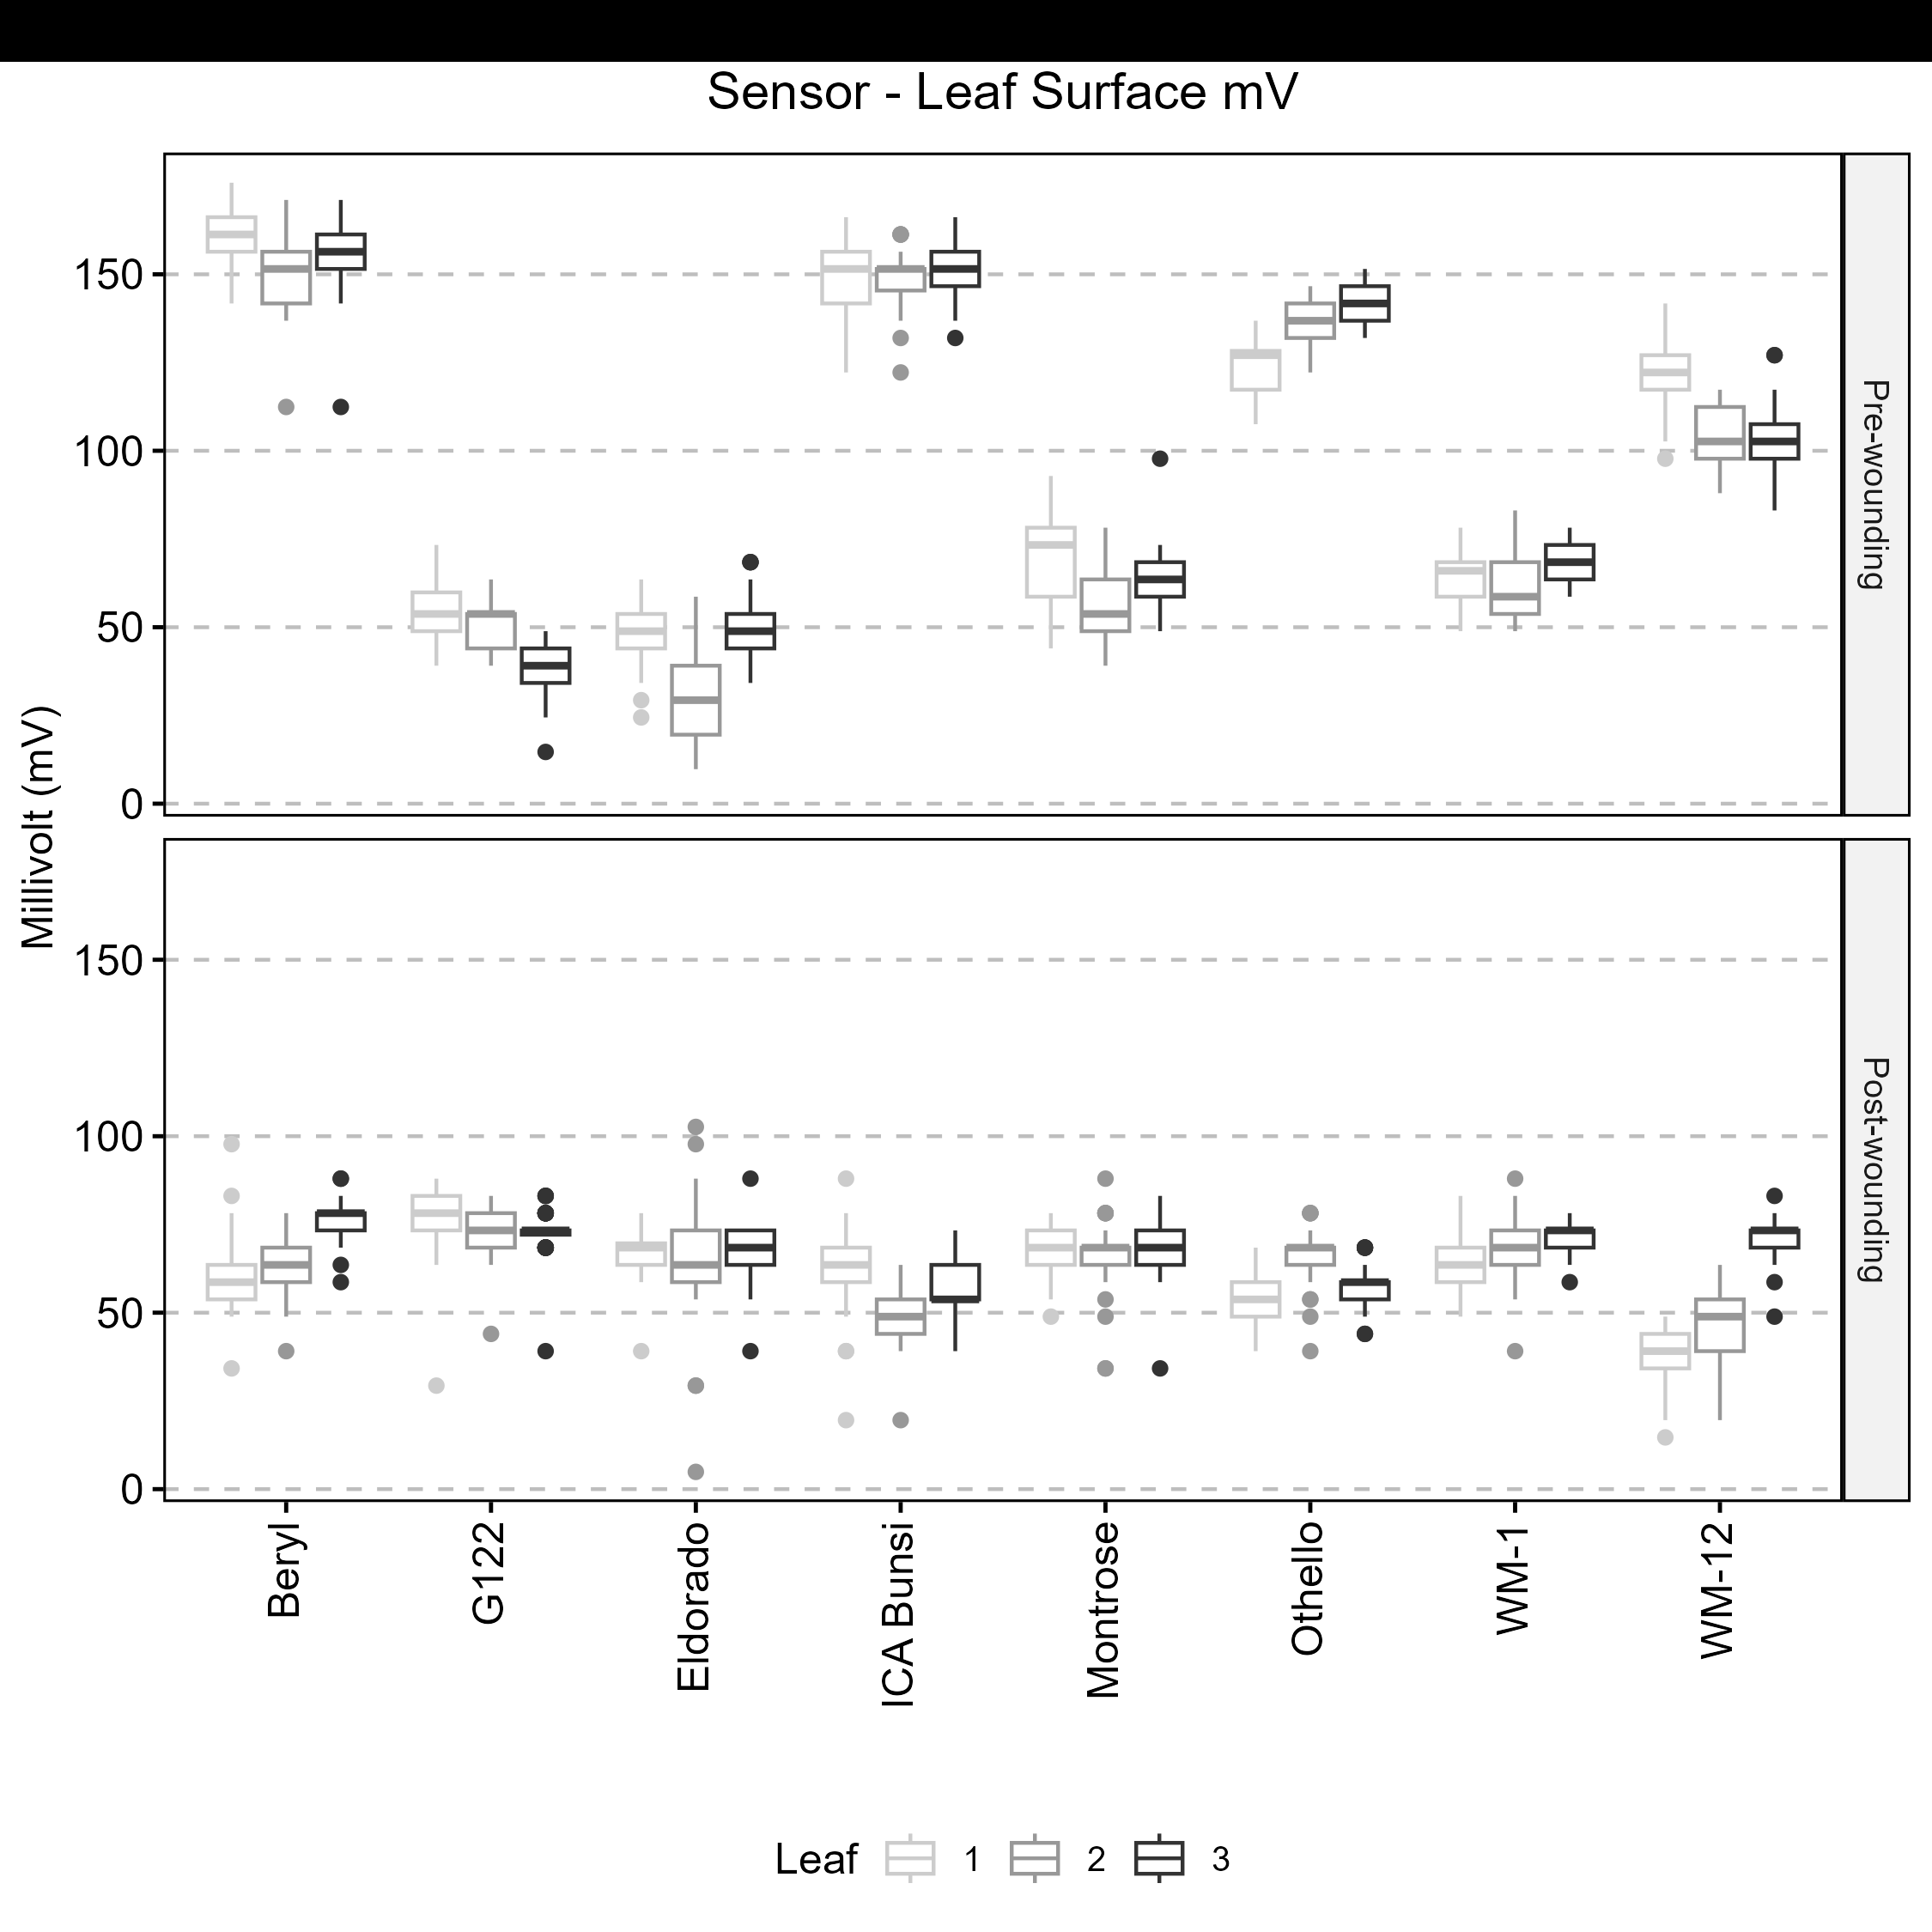 Sensor - Leaf Surface mV
Millivolt (mV)
150
100
50
0
Pre-wounding
150
100
50
0
Post-wounding
Beryl
G122
Eldorado
ICA Bunsi
Montrose
Othello
WM-1
WM-12
Leaf 1 2 3